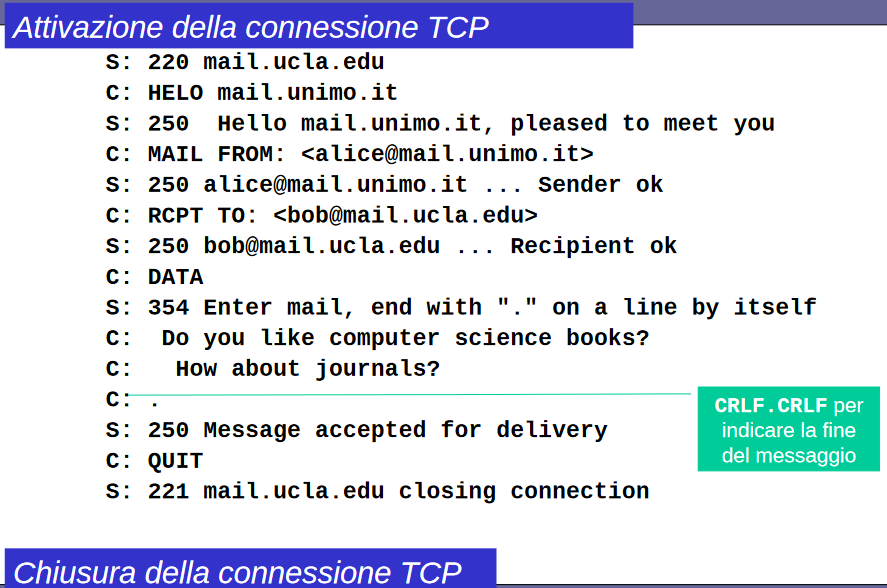 Attivazione della connessione TCP
S: 220 mail.ucla.edu
C: HELO mail.unimo.it
S: 250  Hello mail.unimo.it, pleased to meet you
C: MAIL FROM: <alice@mail.unimo.it>
S: 250 alice@mail.unimo.it ... Sender ok
C: RCPT TO: <bob@mail.ucla.edu>
S: 250 bob@mail.ucla.edu ... Recipient ok
C: DATA
S: 354 Enter mail, end with "." on a line by itself
C:  Do you like computer science books?
C:   How about journals?
C: .
CRLF.CRLF per
indicare la fine
del messaggio
S: 250 Message accepted for delivery
C: QUIT
S: 221 mail.ucla.edu closing connection
Chiusura della connessione TCP